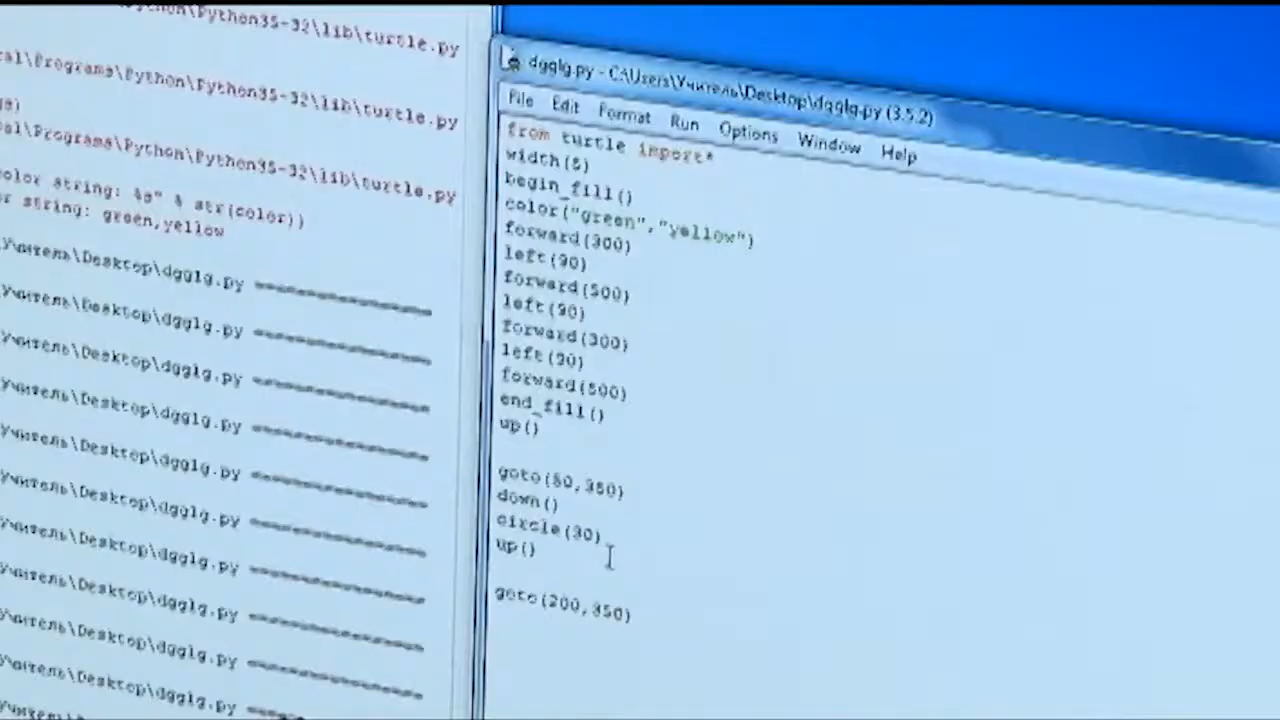 \Python35-32\lib\turtle.py
al\Programs\Python\Python35-32\lib\turtle.py
al\Programs\Python\Python35-32\lib\turtle.py
color string: %s" % str(color))
r string: green,yellow
Учитель\Desktop\dgglg.py ==================
Учитель\Desktop\dgglg.py ==================
Учитель\Desktop\dgglg.py ==================
Учитель\Desktop\dgglg.py ==================
Учитель\Desktop\dgglg.py ==================
Учитель\Desktop\dgglg.py ==================
Учитель\Desktop\dgglg.py ==================
Учитель\Desktop\dgglg.py ==================
Учитель\Desktop\dgglg.py ==================
Учитель\Desktop\dgglg.py =====
dgglg.py - C:\Users\Учитель\Desktop\dgglg.py (3.5.2)
File Edit Format Run Options Window Help
from turtle import*
width(5)
begin_fill()
color("green","yellow")
forward(300)
left(90)
forward(500)
left(90)
forward(300)
left(90)
forward(500)
end_fill()
up()
goto(50,350)
down()
circle(30)
up()
goto(200,350)